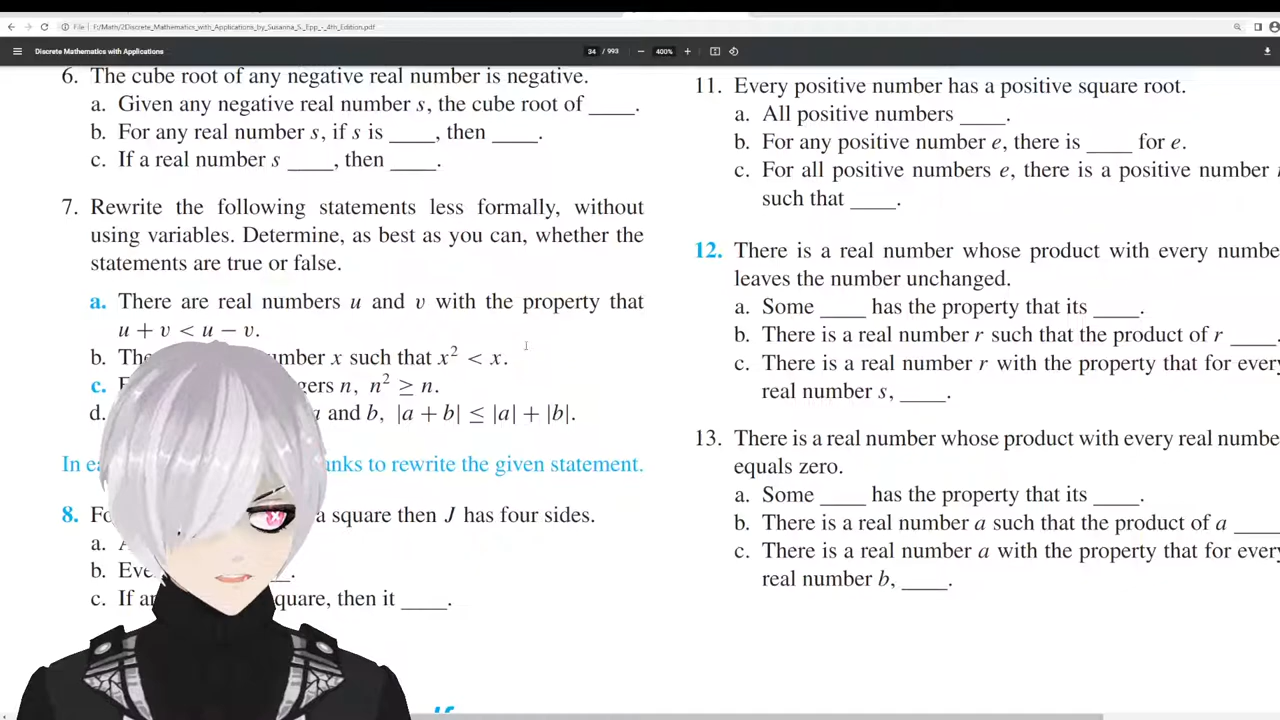 File | F:/Math/2Discrete_Mathematics_with_Applications_by_Susanna_S._Epp_-_4th_Edition.pdf
Discrete Mathematics with Applications
34 / 993
400%
6. The cube root of any negative real number is negative.
a. Given any negative real number s, the cube root of ____.
b. For any real number s, if s is ____, then ____.
c. If a real number s ____, then ____.
7. Rewrite the following statements less formally, without
using variables. Determine, as best as you can, whether the
statements are true or false.
a. There are real numbers u and v with the property that
u + v < u − v.
b. The umber x such that x² < x.
c. gers n, n² ≥ n.
d. a and b, |a + b| ≤ |a| + |b|.
In ea nks to rewrite the given statement.
8. Fo a square then J has four sides.
a. A
b. Eve ____.
c. If an quare, then it ____.
11. Every positive number has a positive square root.
a. All positive numbers ____.
b. For any positive number e, there is ____ for e.
c. For all positive numbers e, there is a positive number
such that ____.
12. There is a real number whose product with every numbe
leaves the number unchanged.
a. Some ____ has the property that its ____.
b. There is a real number r such that the product of r ____.
c. There is a real number r with the property that for every
real number s, ____.
13. There is a real number whose product with every real numbe
equals zero.
a. Some ____ has the property that its ____.
b. There is a real number a such that the product of a ____
c. There is a real number a with the property that for every
real number b, ____.